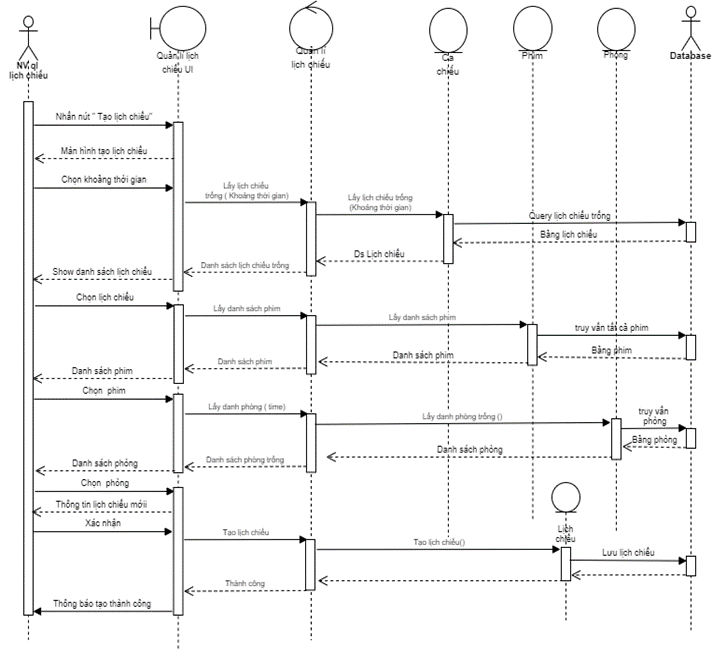 NV ql
lịch chiếu
Quản lí lịch
chiếu UI
Quản lí
lịch chiếu
Ca
chiếu
Phim
Phòng
Database
Nhấn nút " Tạo lịch chiếu"
Màn hình tạo lịch chiếu
Chọn khoảng thời gian
Lấy lịch chiếu
trống ( Khoảng thời gian)
Lấy lịch chiếu trống
(Khoảng thời gian)
Query lịch chiếu trống
Bảng lịch chiếu
Ds Lịch chiếu
Danh sách lịch chiếu trống
Show danh sách lịch chiếu
Chọn lịch chiếu
Lấy danh sách phim
Lấy danh sách phim
truy vấn tất cả phim
Bảng phim
Danh sách phim
Danh sách phim
Danh sách phim
Chọn phim
Lấy danh phòng ( time)
Lấy danh phòng trống ()
truy vấn
phòng
Bảng phòng
Danh sách phòng
Danh sách phòng trống
Danh sách phòng
Chọn phòng
Thông tin lịch chiếu mớii
Xác nhận
Lịch
chiếu
Tạo lịch chiếu
Tạo lịch chiếu()
Lưu lịch chiếu
Thành công
Thông báo tạo thành công